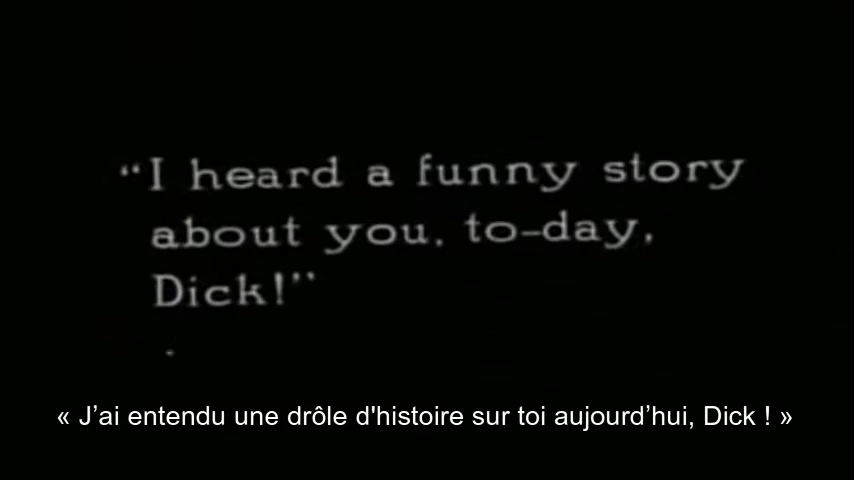 “I heard a funny story
about you, to-day,
Dick!”
« J’ai entendu une drôle d'histoire sur toi aujourd’hui, Dick ! »